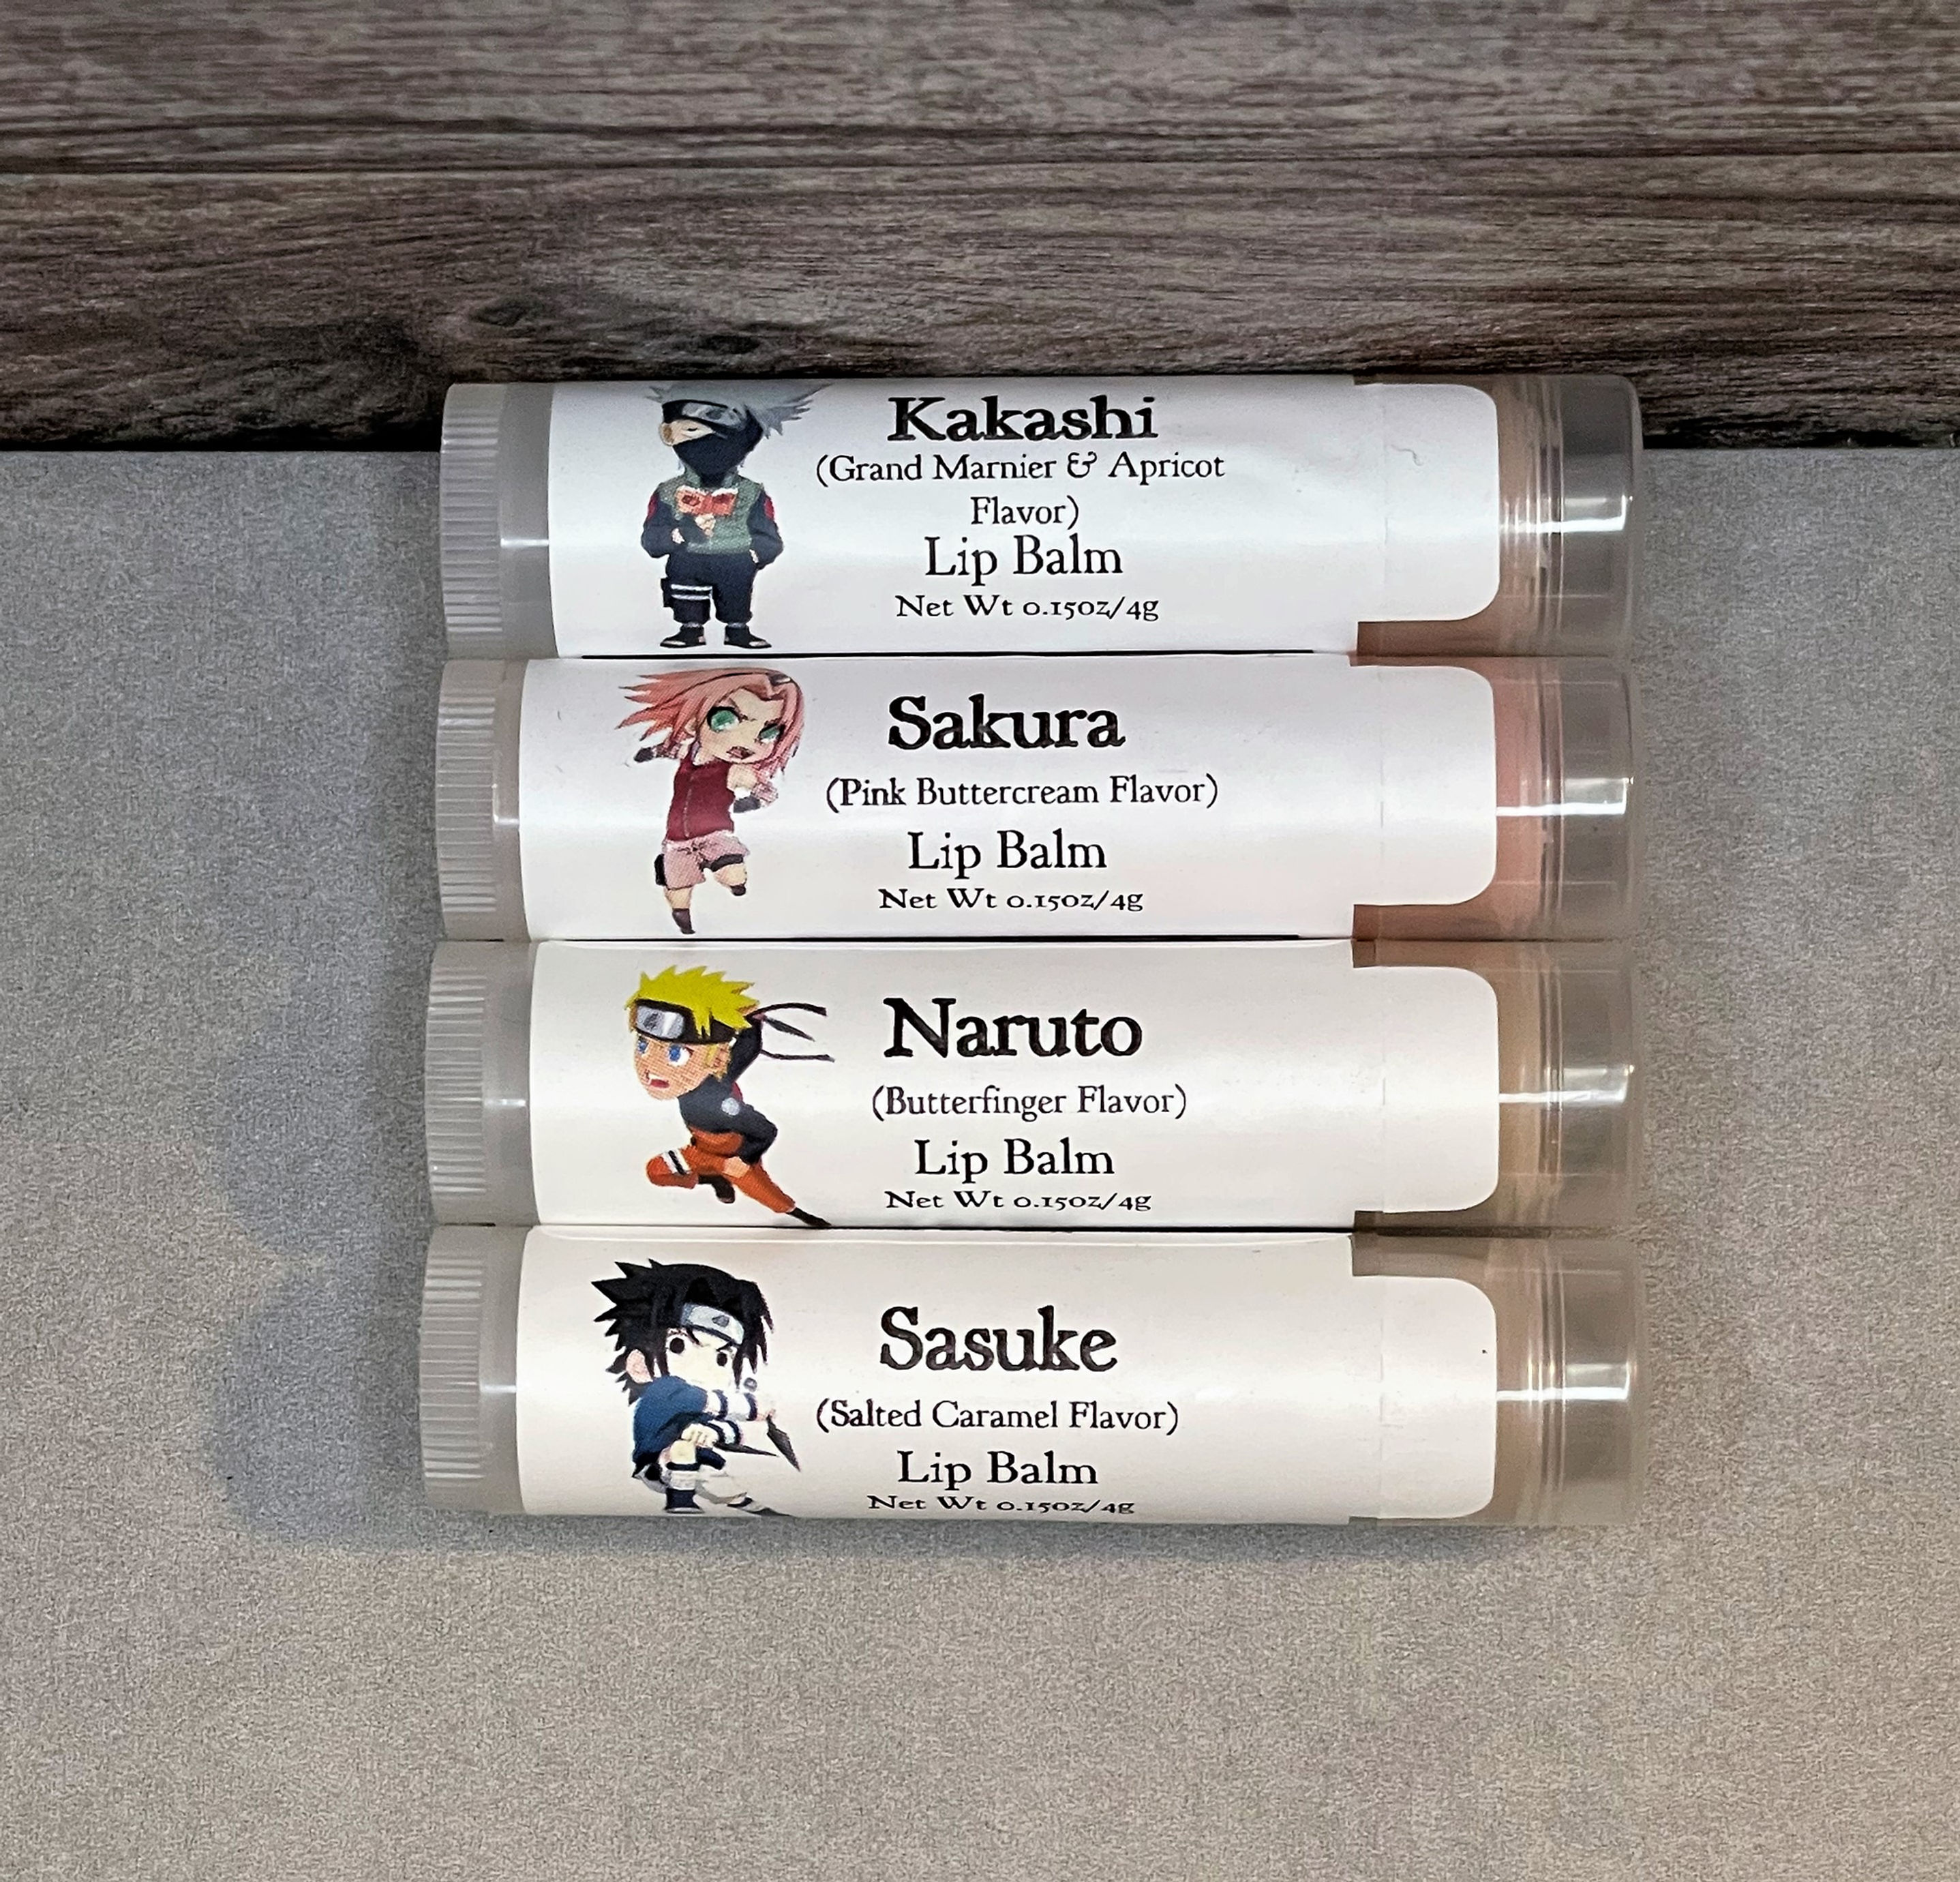 Kakashi
(Grand Marnier & Apricot
Flavor)
Lip Balm
Net Wt 0.15oz/4g
Sakura
(Pink Buttercream Flavor)
Lip Balm
Net Wt 0.15oz/4g
Naruto
(Butterfinger Flavor)
Lip Balm
Net Wt 0.15oz/4g
Sasuke
(Salted Caramel Flavor)
Lip Balm
Net Wt 0.15oz/4g